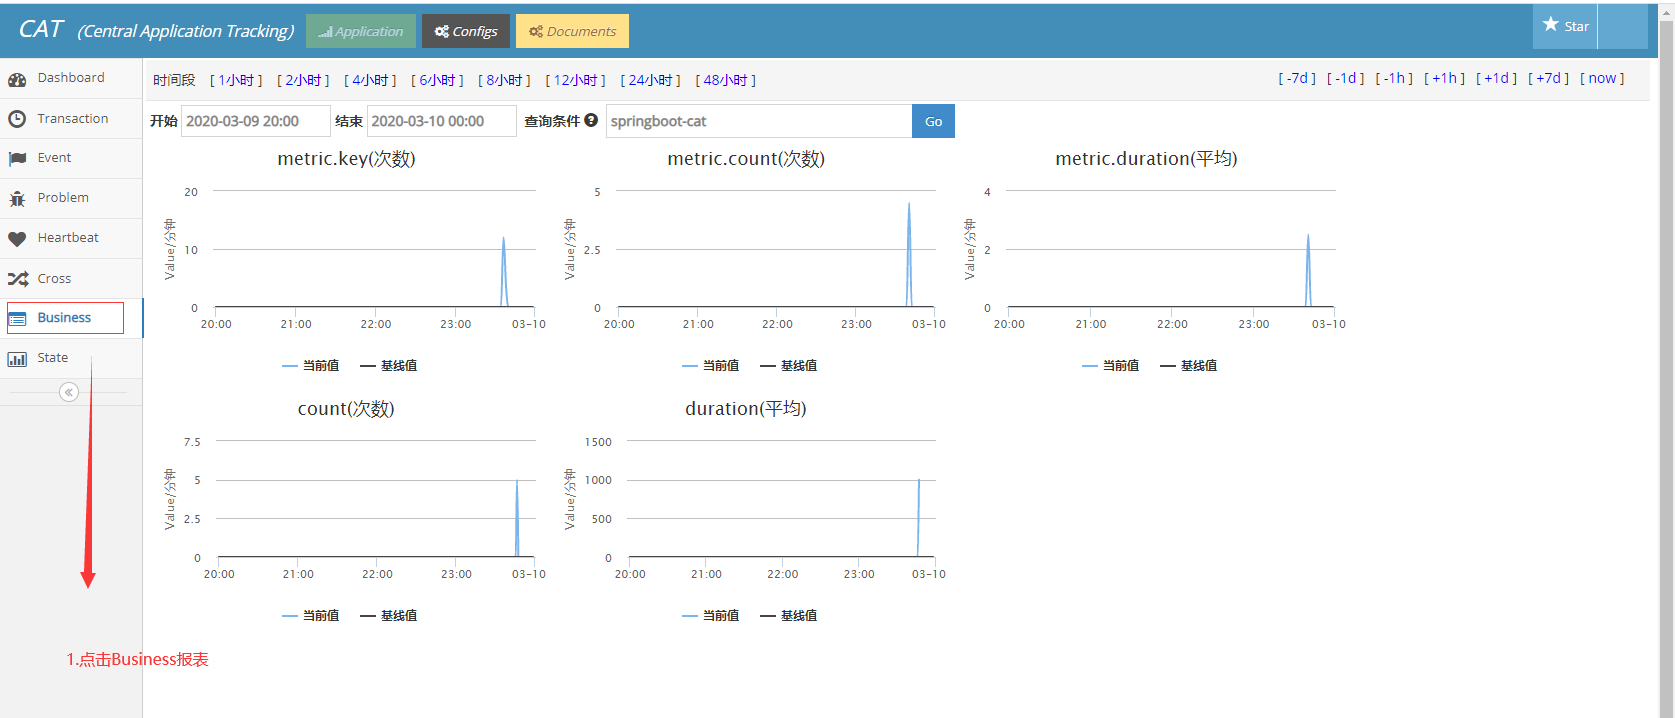 CAT (Central Application Tracking) Application Configs Documents Star
Dashboard
Transaction
Event
Problem
Heartbeat
Cross
Business
State
时间段 [ 1小时 ] [ 2小时 ] [ 4小时 ] [ 6小时 ] [ 8小时 ] [ 12小时 ] [ 24小时 ] [ 48小时 ] [ -7d ] [ -1d ] [ -1h ] [ +1h ] [ +1d ] [ +7d ] [ now ]
开始 2020-03-09 20:00 结束 2020-03-10 00:00 查询条件 springboot-cat Go
metric.key(次数)
Value/分钟
20
10
0
20:00 21:00 22:00 23:00 03-10
当前值 基线值
metric.count(次数)
Value/分钟
5
2.5
0
20:00 21:00 22:00 23:00 03-10
当前值 基线值
metric.duration(平均)
Value/分钟
4
2
0
20:00 21:00 22:00 23:00 03-10
当前值 基线值
count(次数)
Value/分钟
7.5
5
2.5
0
20:00 21:00 22:00 23:00 03-10
当前值 基线值
duration(平均)
Value/分钟
1500
1000
500
0
20:00 21:00 22:00 23:00 03-10
当前值 基线值
1.点击Business报表